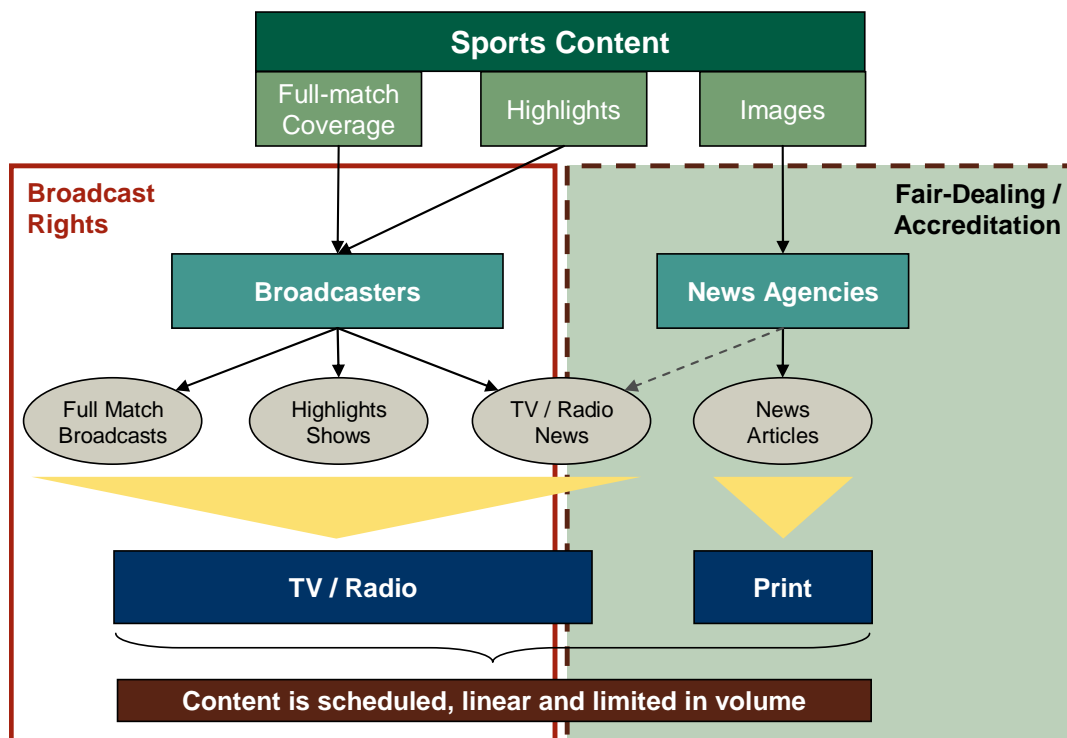 Sports Content
Full-match
Coverage
Highlights
Images
Broadcast
Rights
Fair-Dealing /
Accreditation
Broadcasters
News Agencies
Full Match
Broadcasts
Highlights
Shows
TV / Radio
News
News
Articles
TV / Radio
Print
Content is scheduled, linear and limited in volume